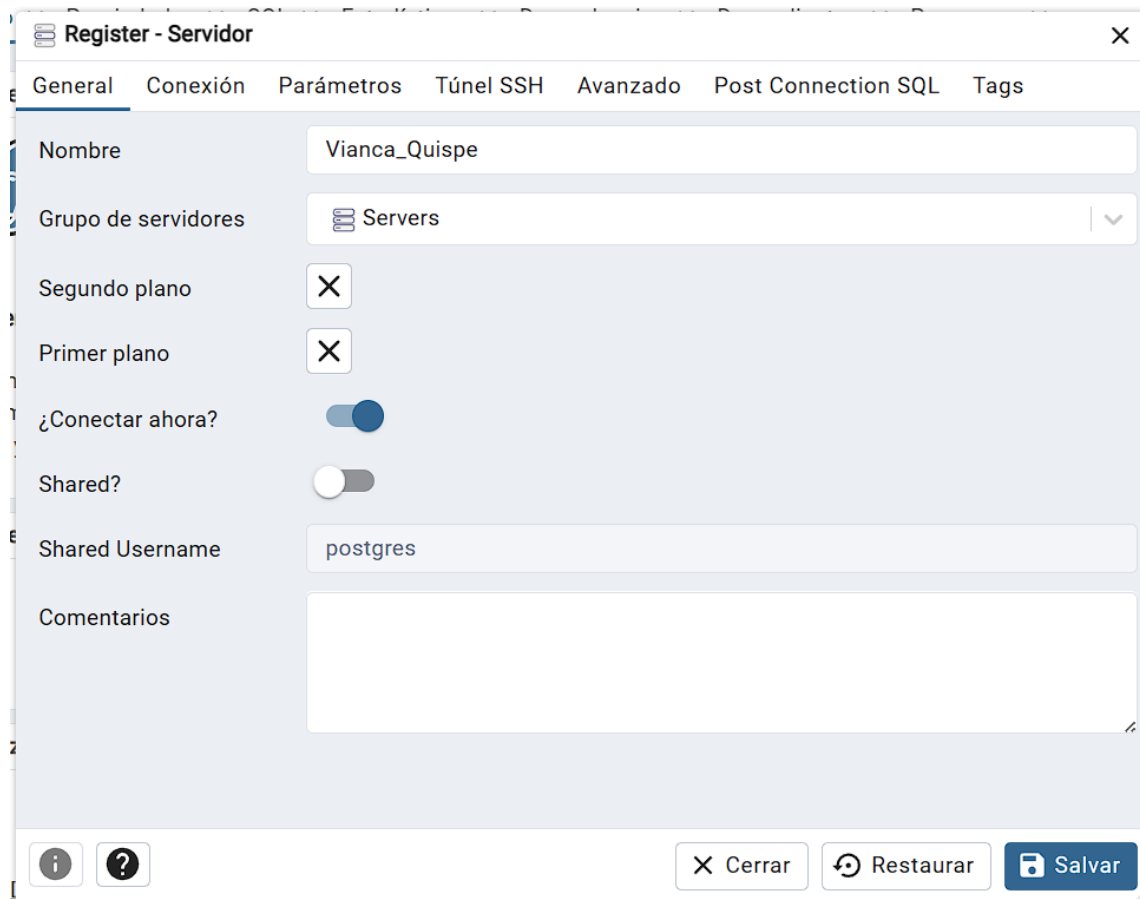 Register - Servidor
General Conexión Parámetros Túnel SSH Avanzado Post Connection SQL Tags
Nombre Vianca_Quispe
Grupo de servidores Servers
Segundo plano
Primer plano
¿Conectar ahora?
Shared?
Shared Username postgres
Comentarios
Cerrar Restaurar Salvar